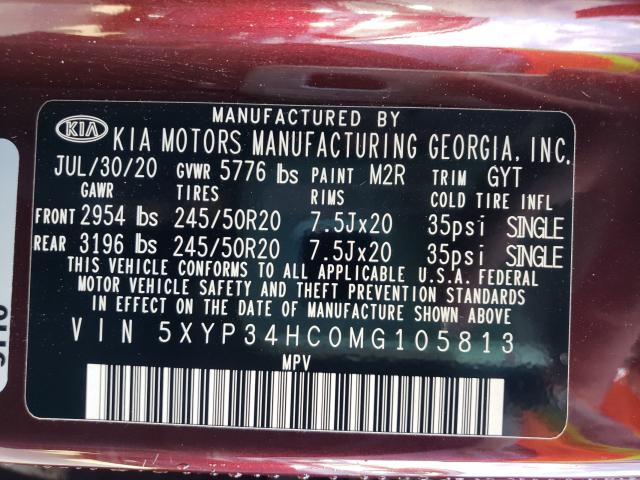 MANUFACTURED BY
KIA KIA MOTORS MANUFACTURING GEORGIA, INC.
JUL/30/20 GVWR 5776 lbs PAINT M2R TRIM GYT
GAWR TIRES RIMS COLD TIRE INFL
FRONT 2954 lbs 245/50R20 7.5Jx20 35psi SINGLE
REAR 3196 lbs 245/50R20 7.5Jx20 35psi SINGLE
THIS VEHICLE CONFORMS TO ALL APPLICABLE U.S.A. FEDERAL
MOTOR VEHICLE SAFETY AND THEFT PREVENTION STANDARDS
IN EFFECT ON THE DATE OF MANUFACTURE SHOWN ABOVE
VIN 5XYP34HC0MG105813
MPV